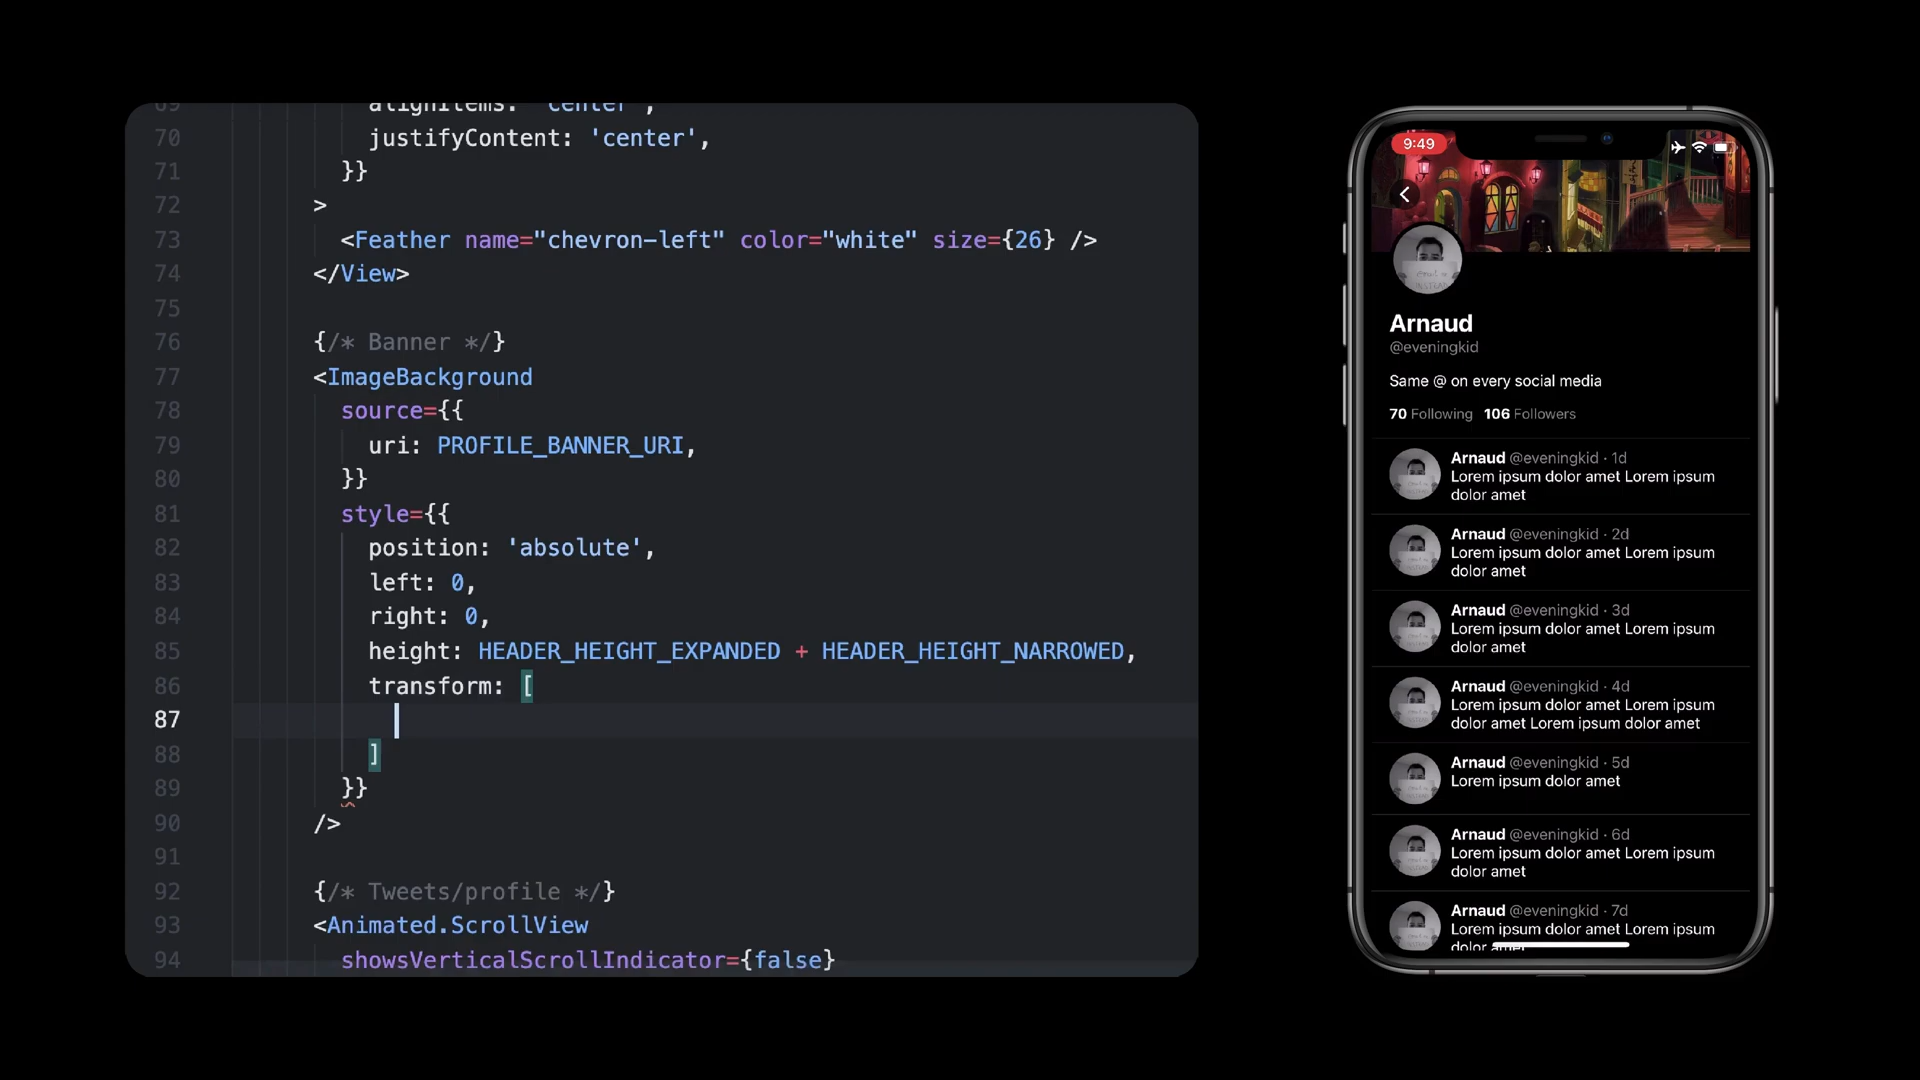 69 alignItems: 'center',
70 justifyContent: 'center',
71 }}
72 >
73 <Feather name="chevron-left" color="white" size={26} />
74 </View>
75
76 {/* Banner */}
77 <ImageBackground
78 source={{
79 uri: PROFILE_BANNER_URI,
80 }}
81 style={{
82 position: 'absolute',
83 left: 0,
84 right: 0,
85 height: HEADER_HEIGHT_EXPANDED + HEADER_HEIGHT_NARROWED,
86 transform: [
87
88 ]
89 }}
90 />
91
92 {/* Tweets/profile */}
93 <Animated.ScrollView
94 showsVerticalScrollIndicator={false}
9:49
Arnaud
@eveningkid
Same @ on every social media
70 Following 106 Followers
Arnaud @eveningkid · 1d
Lorem ipsum dolor amet Lorem ipsum
dolor amet
Arnaud @eveningkid · 2d
Lorem ipsum dolor amet Lorem ipsum
dolor amet
Arnaud @eveningkid · 3d
Lorem ipsum dolor amet Lorem ipsum
dolor amet
Arnaud @eveningkid · 4d
Lorem ipsum dolor amet Lorem ipsum
dolor amet Lorem ipsum dolor amet
Arnaud @eveningkid · 5d
Lorem ipsum dolor amet
Arnaud @eveningkid · 6d
Lorem ipsum dolor amet Lorem ipsum
dolor amet
Arnaud @eveningkid · 7d
Lorem ipsum dolor amet Lorem ipsum
dolor amet